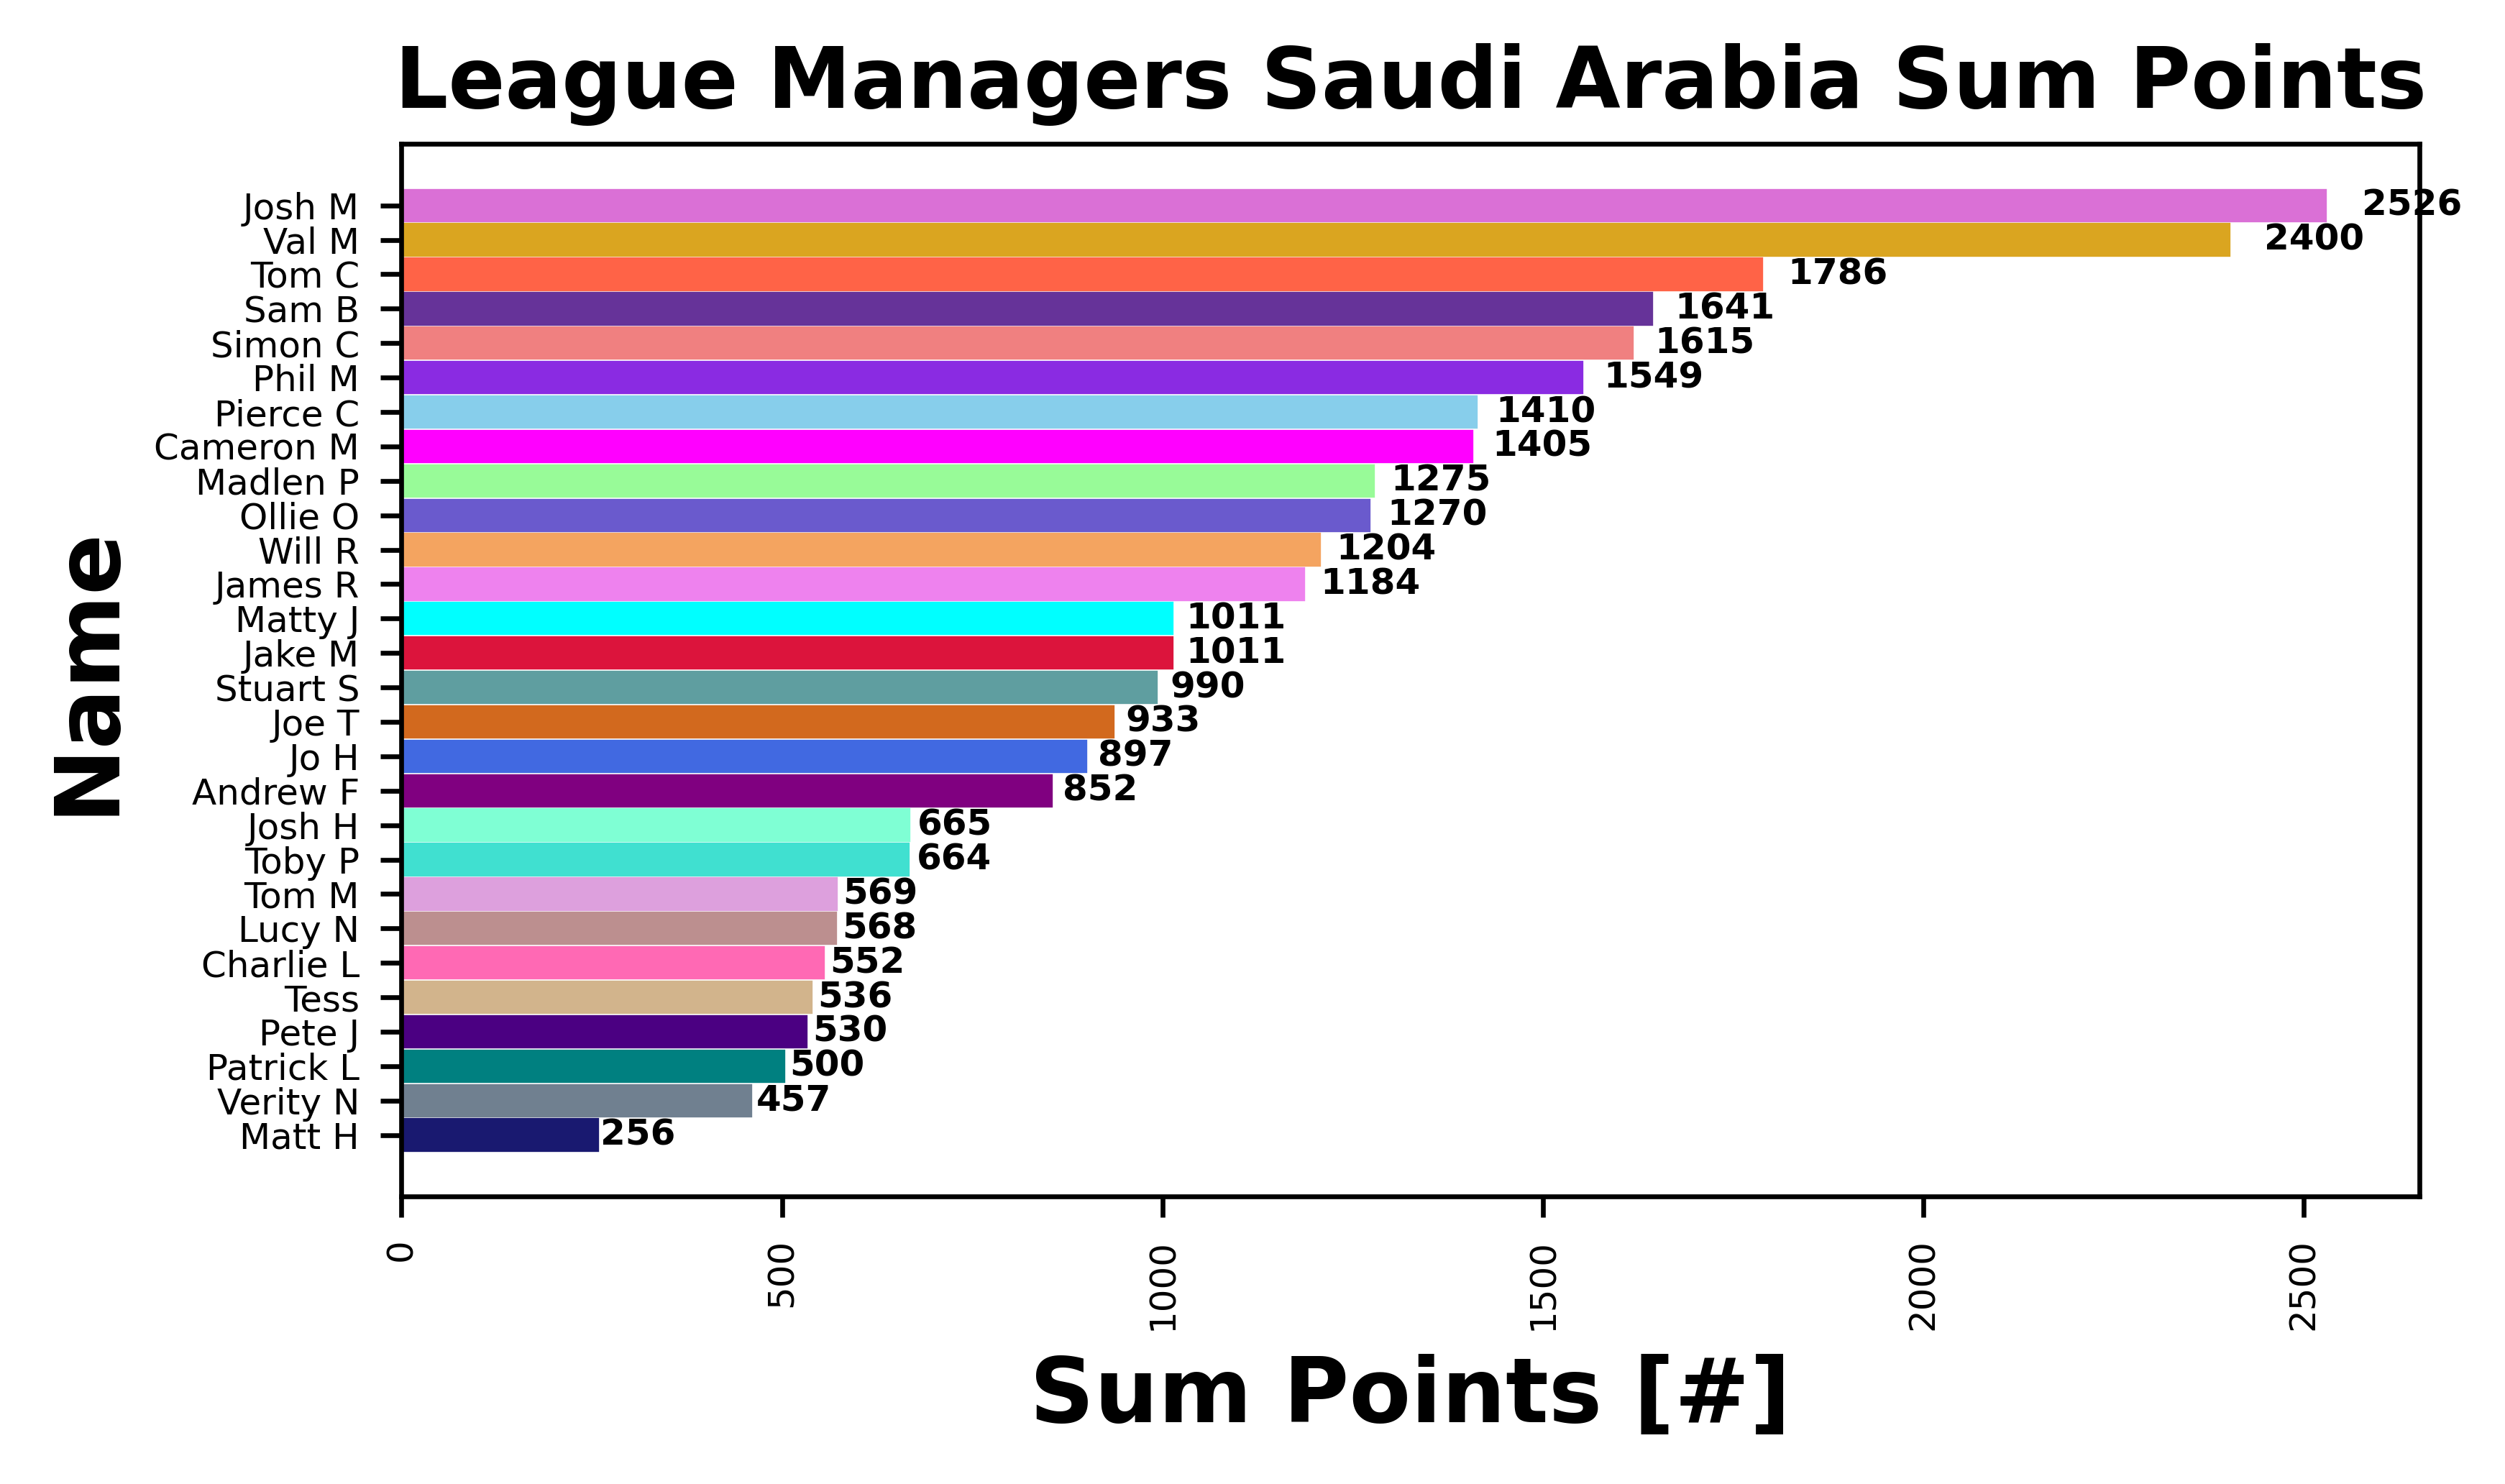 League Managers Saudi Arabia Sum Points
Name
Josh M 2526
Val M 2400
Tom C 1786
Sam B 1641
Simon C 1615
Phil M 1549
Pierce C 1410
Cameron M 1405
Madlen P 1275
Ollie O 1270
Will R 1204
James R 1184
Matty J 1011
Jake M 1011
Stuart S 990
Joe T 933
Jo H 897
Andrew F 852
Josh H 665
Toby P 664
Tom M 569
Lucy N 568
Charlie L 552
Tess 536
Pete J 530
Patrick L 500
Verity N 457
Matt H 256
0 500 1000 1500 2000 2500
Sum Points [#]